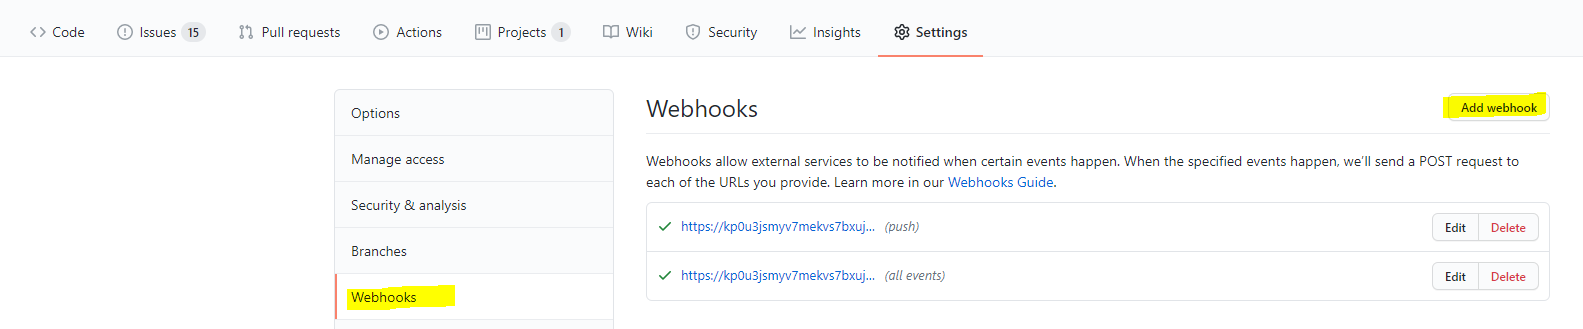 Code Issues 15 Pull requests Actions Projects 1 Wiki Security Insights Settings
Options
Manage access
Security & analysis
Branches
Webhooks
Webhooks
Add webhook
Webhooks allow external services to be notified when certain events happen. When the specified events happen, we’ll send a POST request to
each of the URLs you provide. Learn more in our Webhooks Guide.
https://kp0u3jsmyv7mekvs7bxuj... (push) Edit Delete
https://kp0u3jsmyv7mekvs7bxuj... (all events) Edit Delete